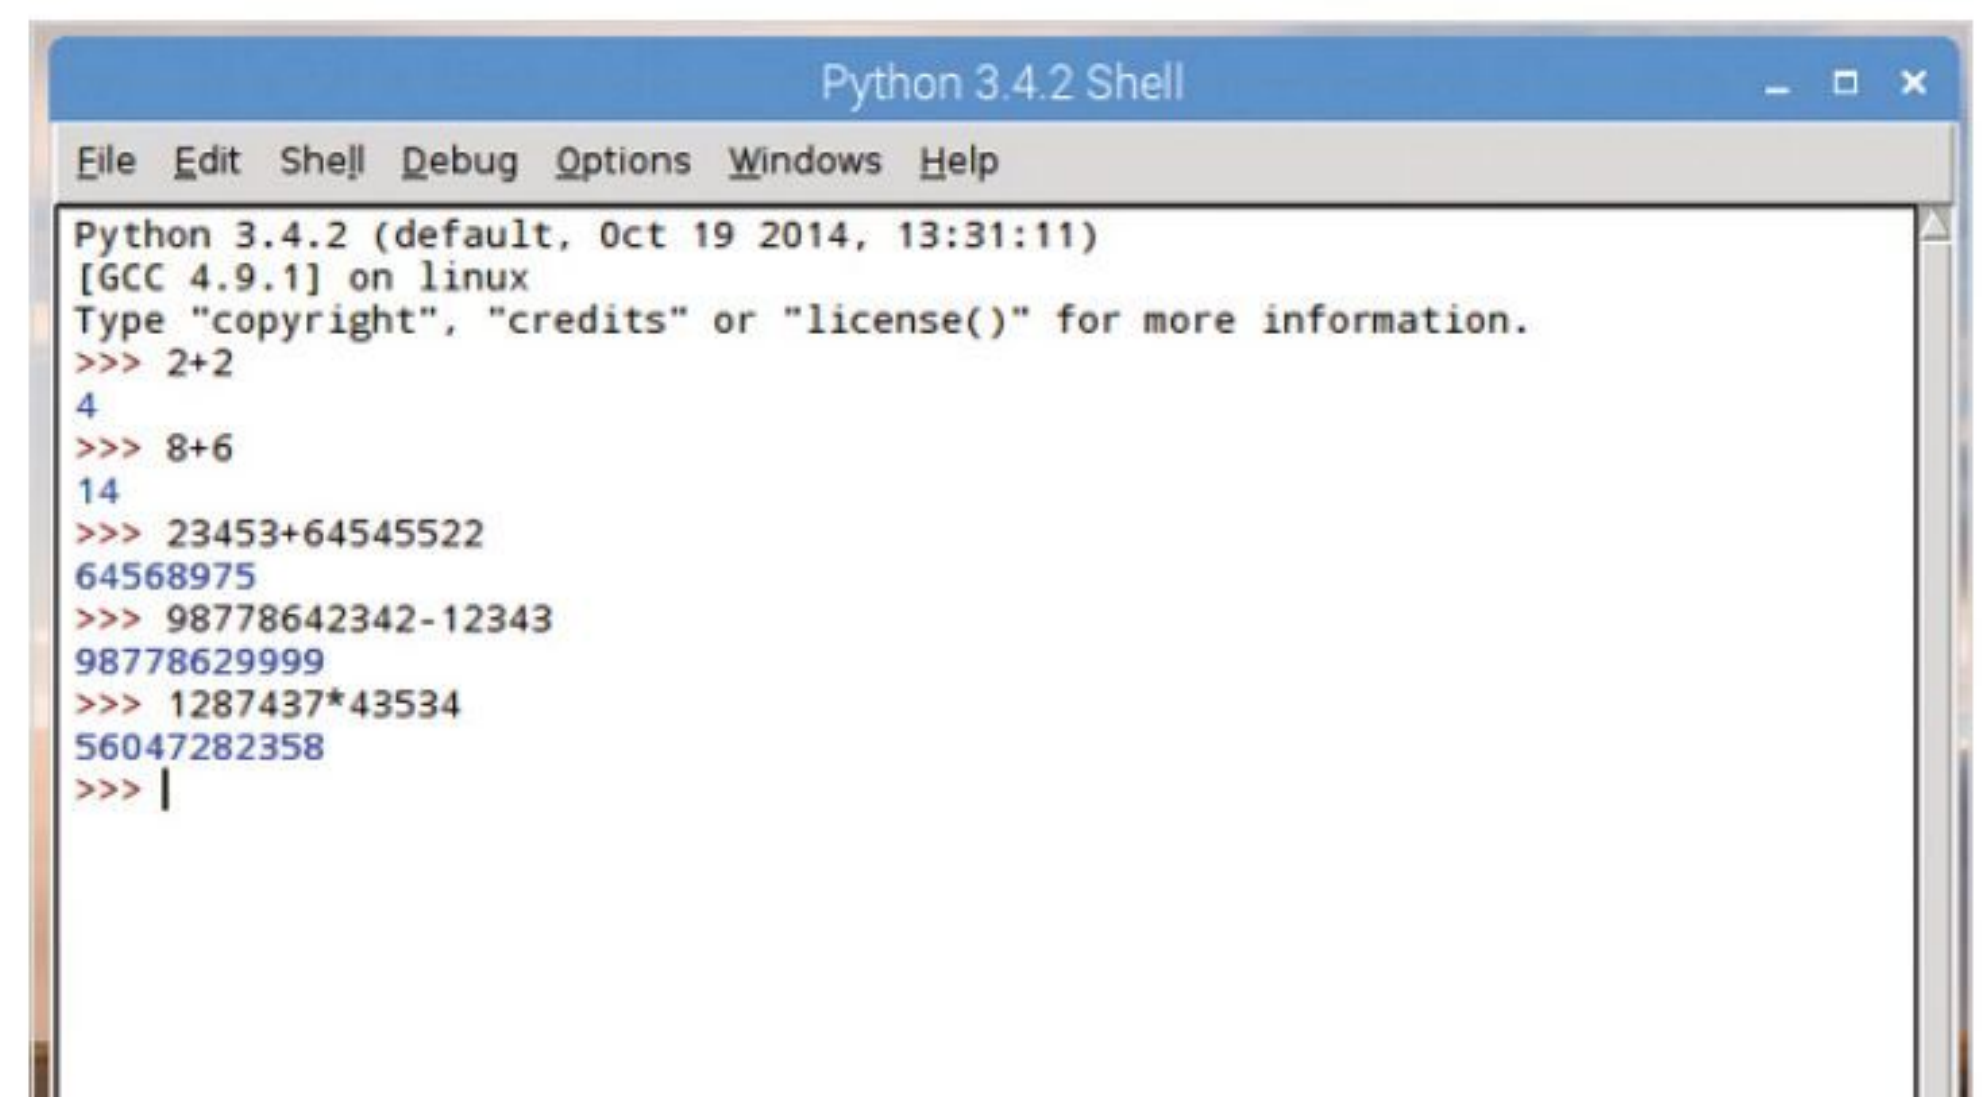 Python 3.4.2 Shell
File Edit Shell Debug Options Windows Help
Python 3.4.2 (default, Oct 19 2014, 13:31:11)
[GCC 4.9.1] on linux
Type "copyright", "credits" or "license()" for more information.
>>> 2+2
4
>>> 8+6
14
>>> 23453+64545522
64568975
>>> 98778642342-12343
98778629999
>>> 1287437*43534
56047282358
>>>